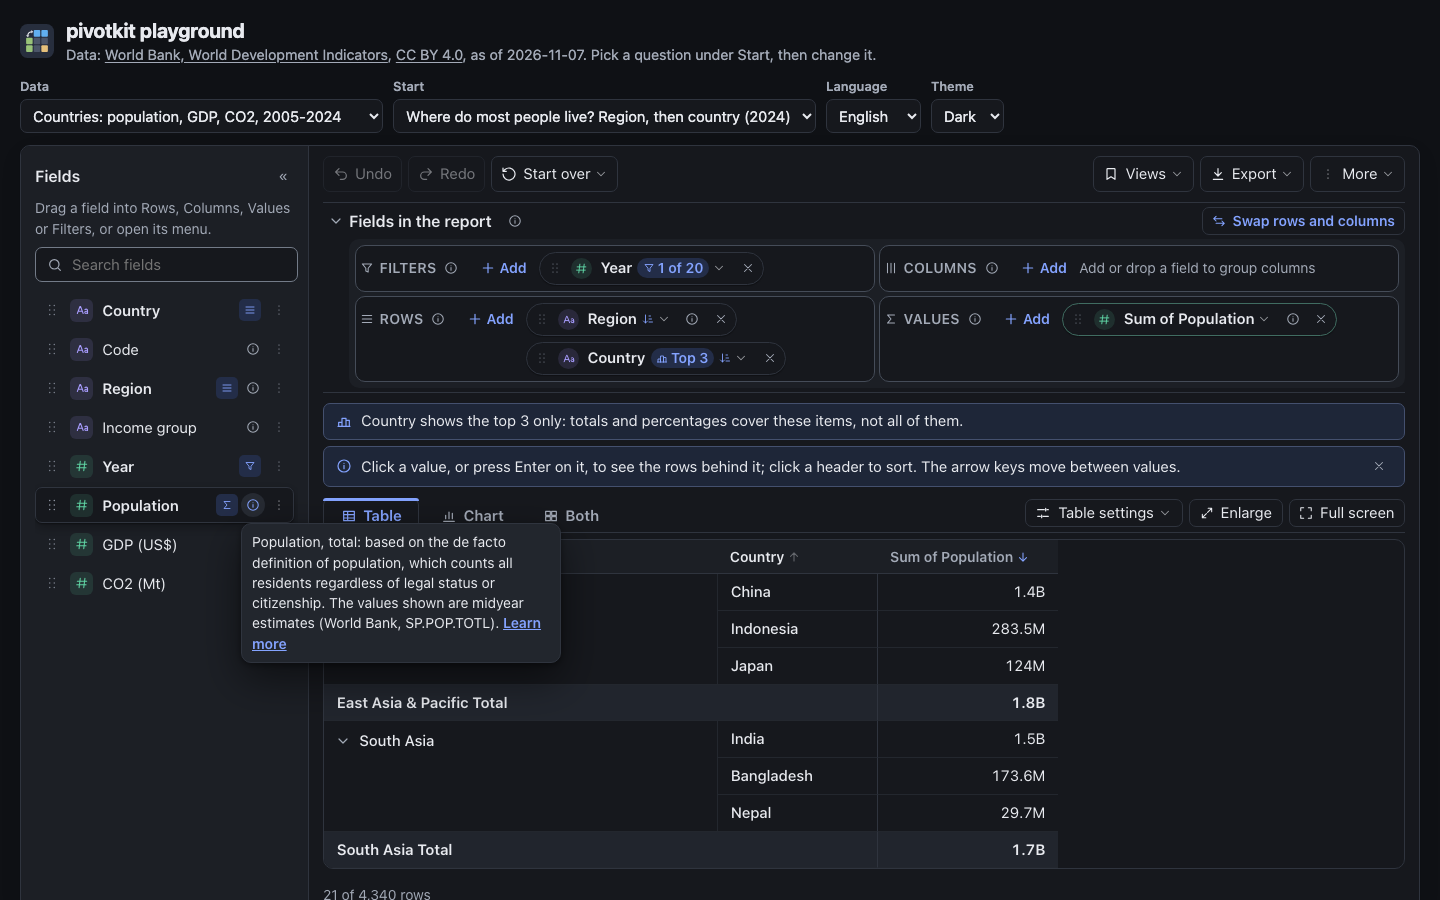 pivotkit playground
Data: World Bank, World Development Indicators, CC BY 4.0, as of 2026-11-07. Pick a question under Start, then change it.
Data
Start
Language
Theme
Countries: population, GDP, CO2, 2005-2024
Where do most people live? Region, then country (2024)
English
Dark
Fields
«
Drag a field into Rows, Columns, Values
or Filters, or open its menu.
Search fields
Aa Country
Aa Code
Aa Region
Aa Income group
# Year
# Population Σ
# GDP (US$)
# CO2 (Mt)
Undo
Redo
Start over
Views
Export
More
Fields in the report
Swap rows and columns
FILTERS + Add # Year 1 of 20
COLUMNS + Add Add or drop a field to group columns
ROWS + Add Aa Region
Aa Country Top 3
Σ VALUES + Add # Sum of Population
Country shows the top 3 only: totals and percentages cover these items, not all of them.
Click a value, or press Enter on it, to see the rows behind it; click a header to sort. The arrow keys move between values.
Table
Chart
Both
Table settings
Enlarge
Full screen
Population, total: based on the de facto
definition of population, which counts all
residents regardless of legal status or
citizenship. The values shown are midyear
estimates (World Bank, SP.POP.TOTL). Learn
more
Country ↑ Sum of Population ↓
China 1.4B
Indonesia 283.5M
Japan 124M
East Asia & Pacific Total 1.8B
South Asia India 1.5B
Bangladesh 173.6M
Nepal 29.7M
South Asia Total 1.7B
21 of 4,340 rows